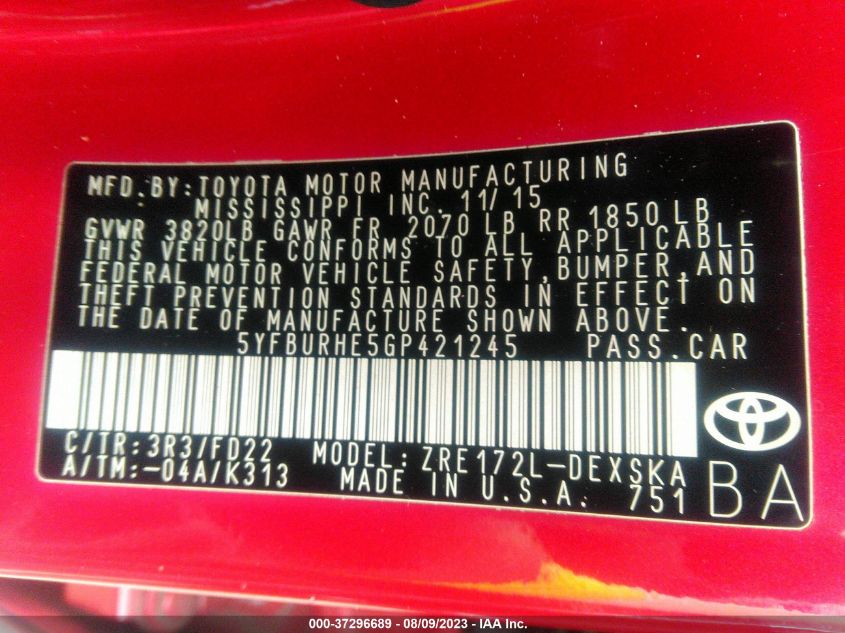 MFD. BY: TOYOTA MOTOR MANUFACTURING
MISSISSIPPI INC. 11/15
GVWR 3820LB GAWR FR 2070 LB RR 1850 LB
THIS VEHICLE CONFORMS TO ALL APPLICABLE
FEDERAL MOTOR VEHICLE SAFETY, BUMPER, AND
THEFT PREVENTION STANDARDS IN EFFECT ON
THE DATE OF MANUFACTURE SHOWN ABOVE.
5YFBURHE5GP421245 PASS. CAR
C/TR: 3R3/FD22 MODEL: ZRE172L-DEXSKA
A/TM: -04A/K313 MADE IN U.S.A. 751
BA
000-37296689 - 08/09/2023 - IAA Inc.